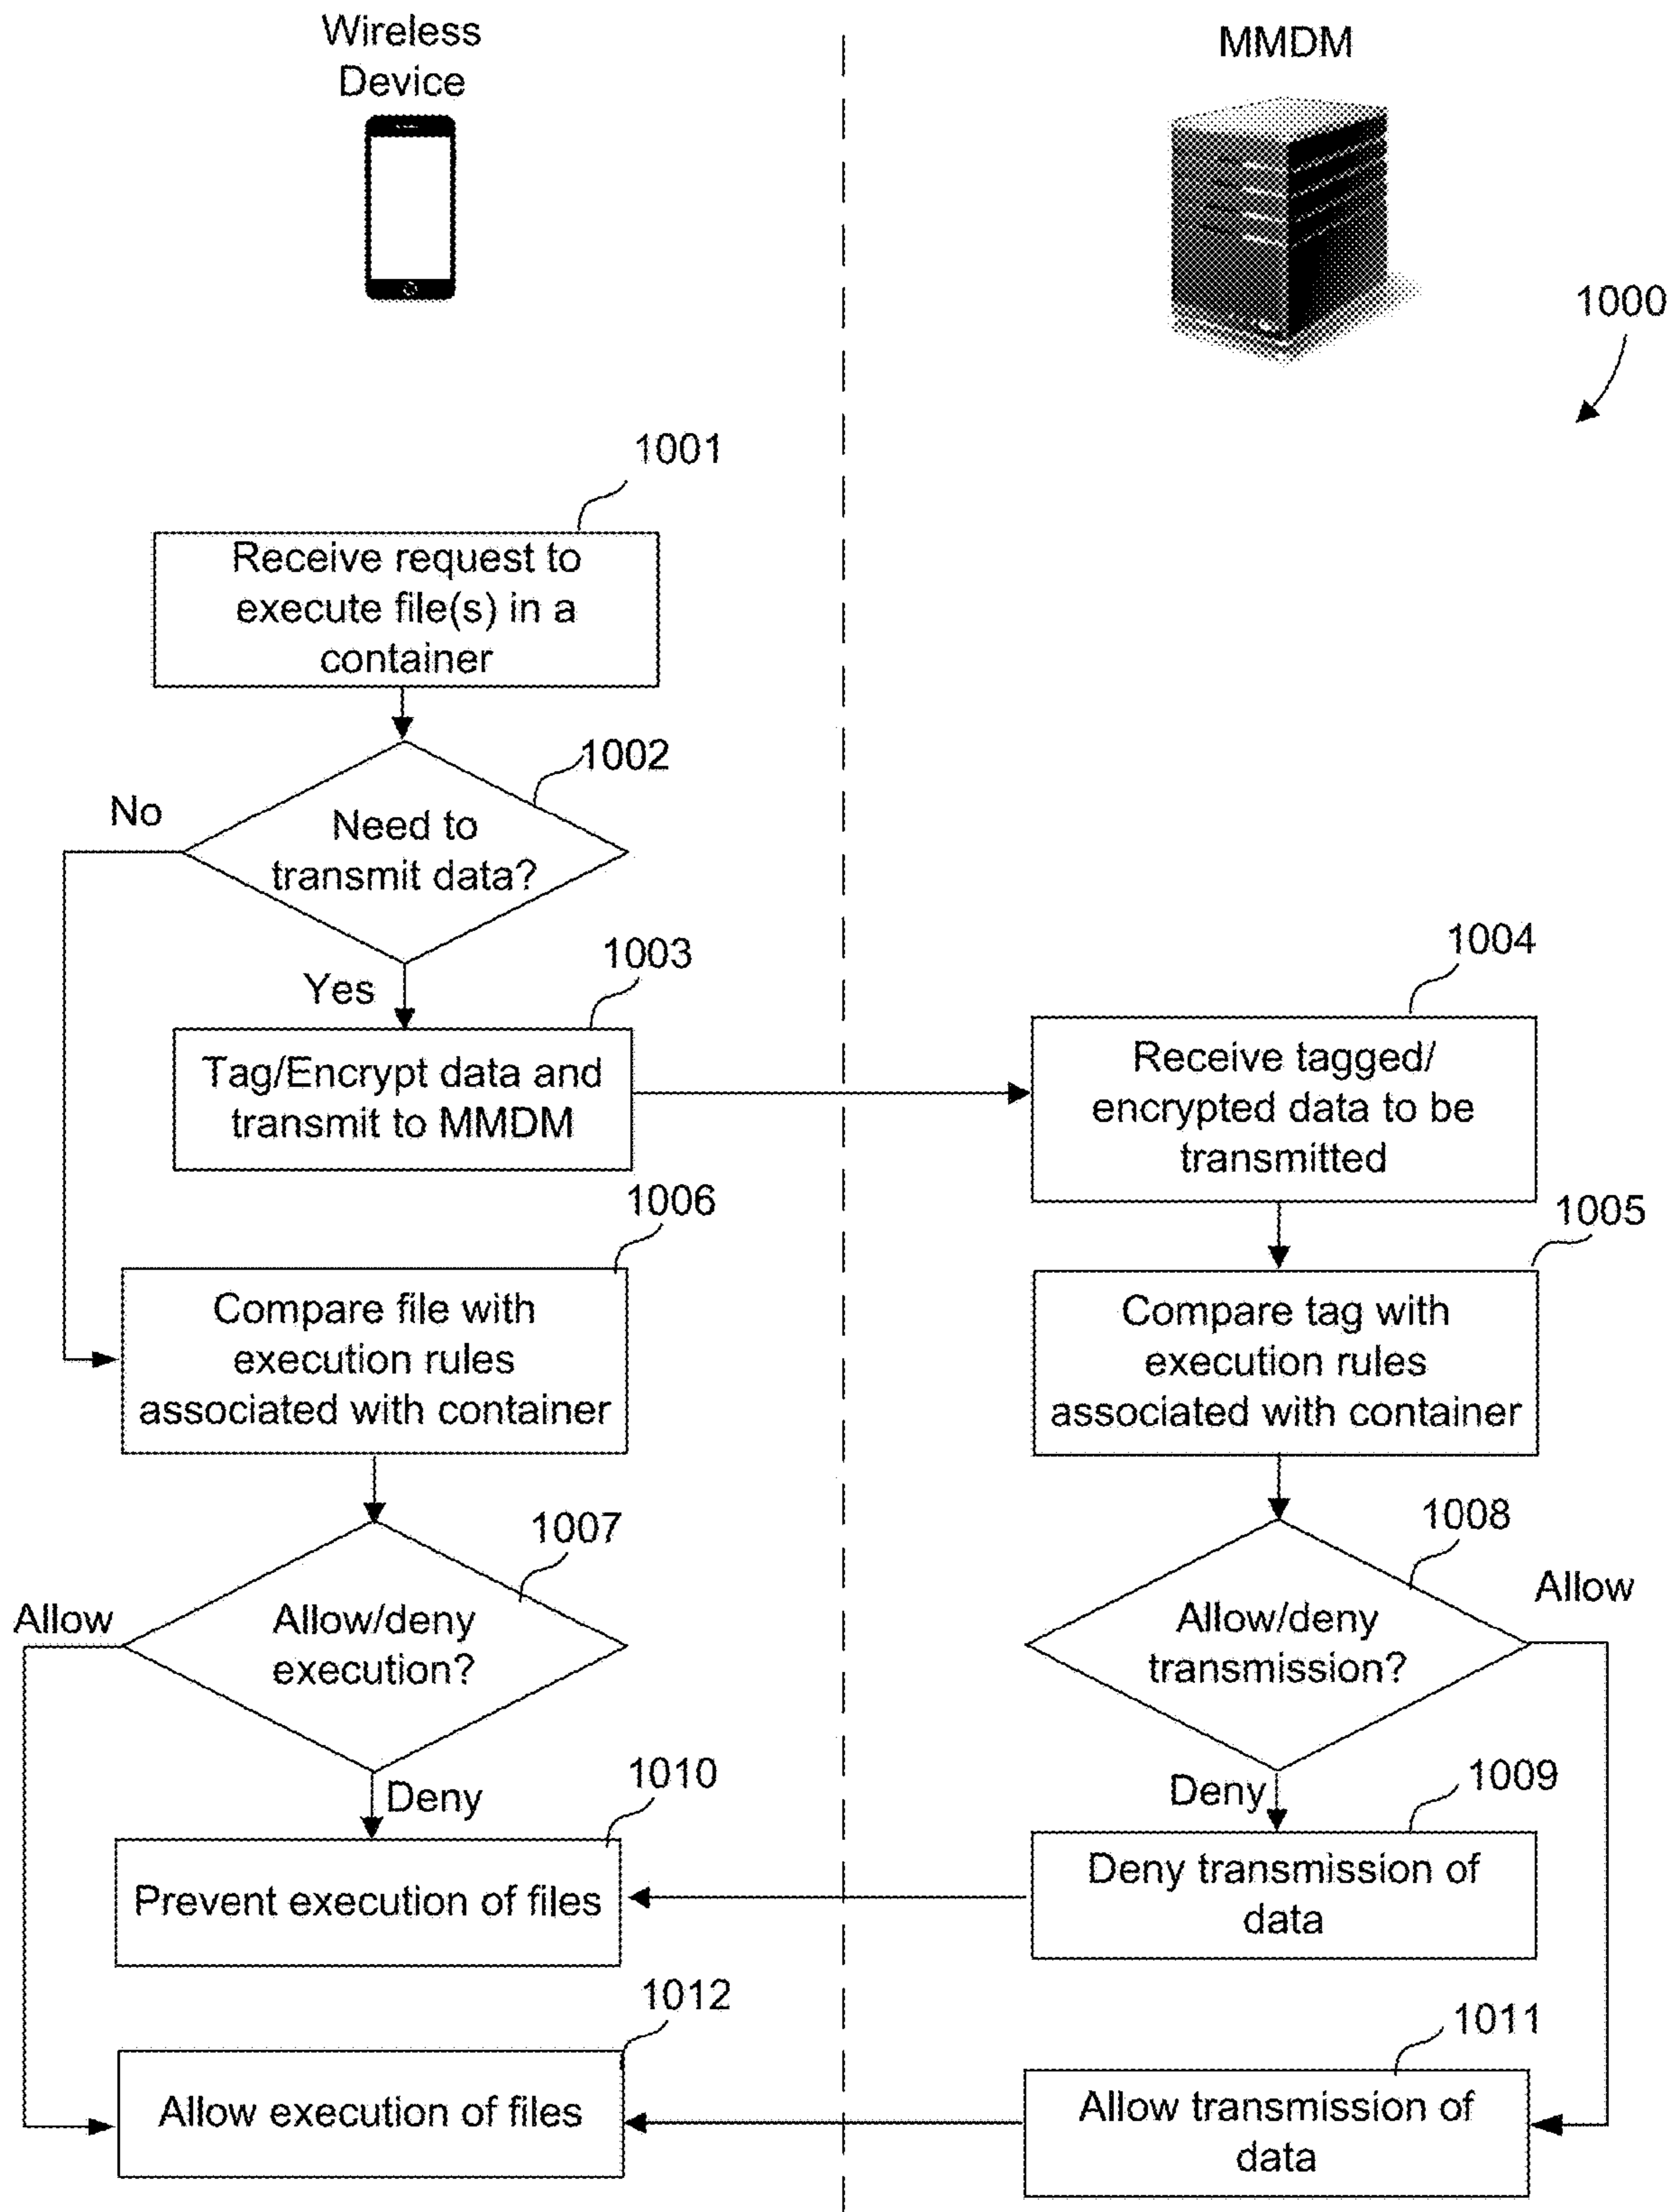 Wireless
Device
MMDM
1000
1001
Receive request to
execute file(s) in a
container
1002
No
Need to
transmit data?
Yes
1003
Tag/Encrypt data and
transmit to MMDM
1004
Receive tagged/
encrypted data to be
transmitted
1006
Compare file with
execution rules
associated with container
1005
Compare tag with
execution rules
associated with container
1007
Allow
Allow/deny
execution?
Deny
1008
Allow
Allow/deny
transmission?
Deny
1010
Prevent execution of files
1009
Deny transmission of
data
1012
Allow execution of files
1011
Allow transmission of
data